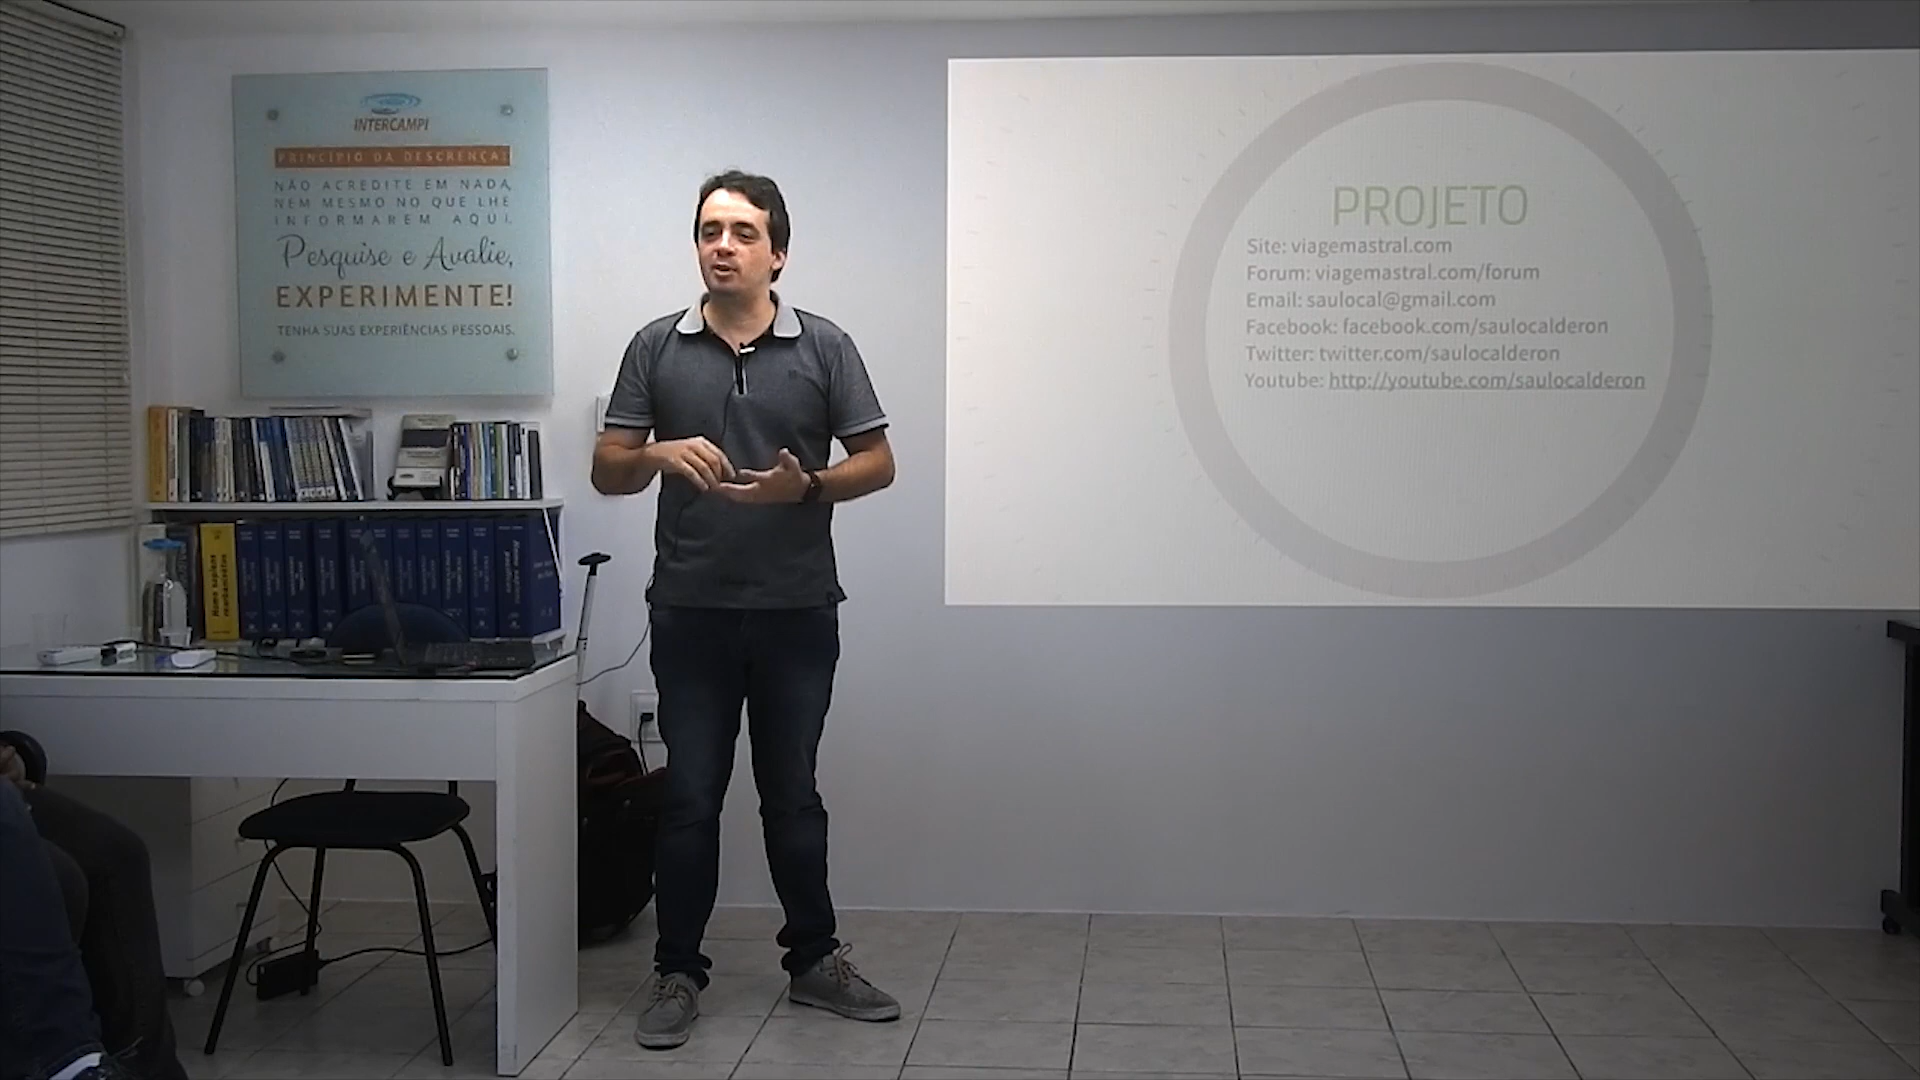 INTERCAMPI
PRINCÍPIO DA DESCRENÇA:
NÃO ACREDITE EM NADA,
NEM MESMO NO QUE LHE
INFORMAREM AQUI.
Pesquise e Avalie,
EXPERIMENTE!
TENHA SUAS EXPERIÊNCIAS PESSOAIS.
PROJETO
Site: viagemastral.com
Forum: viagemastral.com/forum
Email: saulocal@gmail.com
Facebook: facebook.com/saulocalderon
Twitter: twitter.com/saulocalderon
Youtube: http://youtube.com/saulocalderon
Homo sapiens